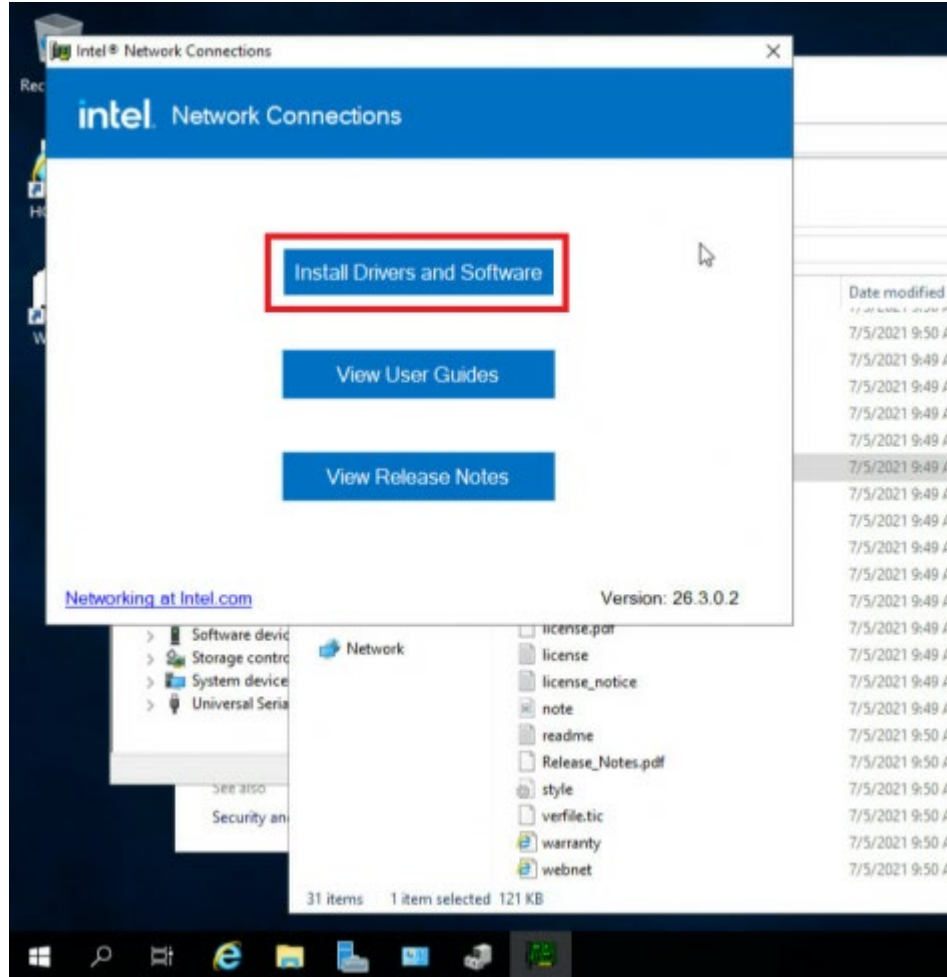 Intel® Network Connections
intel. Network Connections
Install Drivers and Software
View User Guides
View Release Notes
Networking at Intel.com
Version: 26.3.0.2
Date modified
7/5/2021 9:50 A
7/5/2021 9:49 A
7/5/2021 9:49 A
7/5/2021 9:49 A
7/5/2021 9:49 A
7/5/2021 9:49 A
7/5/2021 9:49 A
7/5/2021 9:49 A
7/5/2021 9:49 A
7/5/2021 9:49 A
7/5/2021 9:49 A
Software devic
Storage contro
System device
Universal Seria
Network
license.pdf 7/5/2021 9:49 A
license 7/5/2021 9:49 A
license_notice 7/5/2021 9:49 A
note 7/5/2021 9:49 A
readme 7/5/2021 9:50 A
Release_Notes.pdf 7/5/2021 9:50 A
style 7/5/2021 9:50 A
verfile.tic 7/5/2021 9:50 A
warranty 7/5/2021 9:50 A
webnet 7/5/2021 9:50 A
See also
Security an
31 items 1 item selected 121 KB
Rec